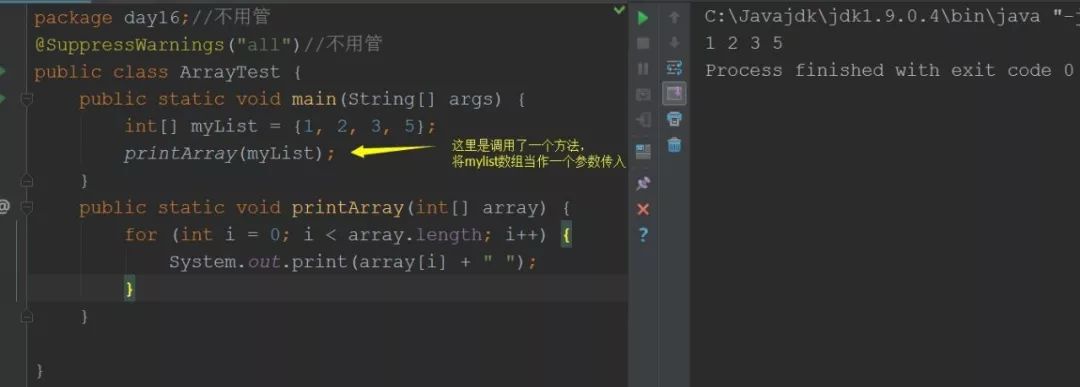 package day16;//不用管
@SuppressWarnings("all")//不用管
public class ArrayTest {
public static void main(String[] args) {
int[] myList = {1, 2, 3, 5};
printArray(myList);
这里是调用了一个方法，
将mylist数组当作一个参数传入
}
public static void printArray(int[] array) {
for (int i = 0; i < array.length; i++) {
System.out.print(array[i] + " ");
}
}
}
C:\Javajdk\jdk1.9.0.4\bin\java "-j
1 2 3 5
Process finished with exit code 0